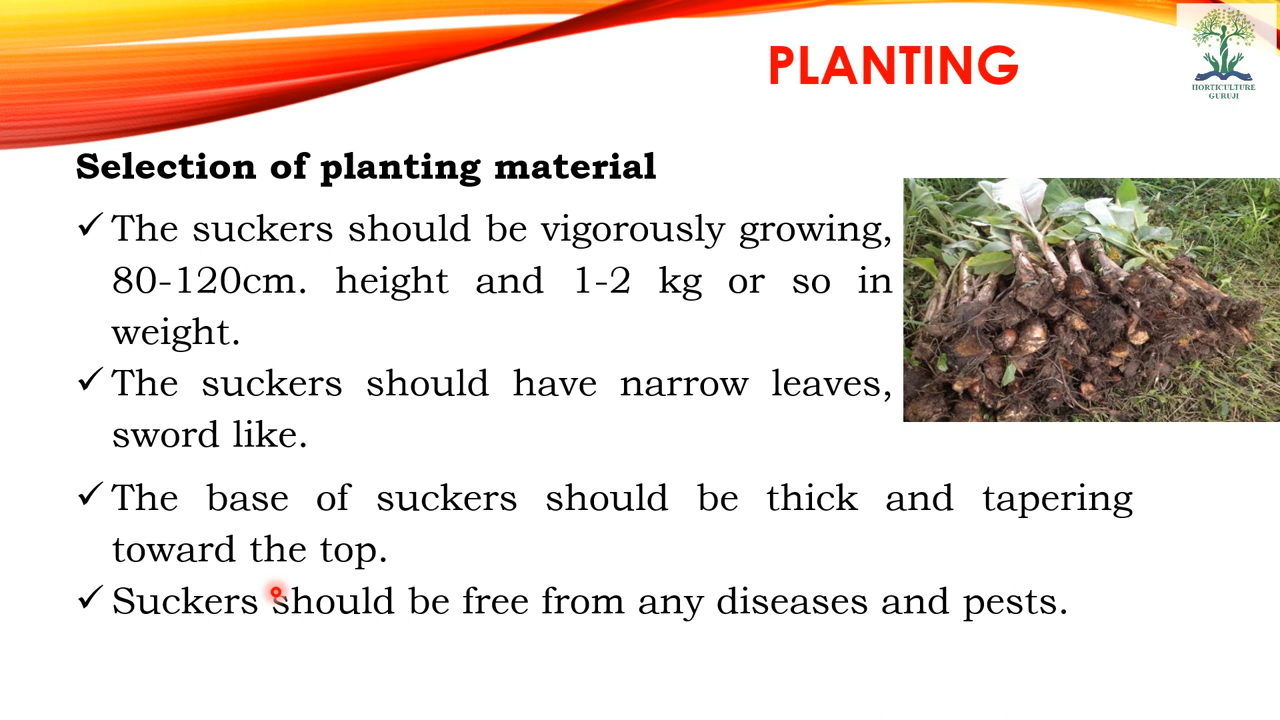 PLANTING
HORTICULTURE
GURUJI
Selection of planting material
✓ The suckers should be vigorously growing,
80-120cm. height and 1-2 kg or so in
weight.
✓ The suckers should have narrow leaves,
sword like.
✓ The base of suckers should be thick and tapering
toward the top.
✓ Suckers should be free from any diseases and pests.